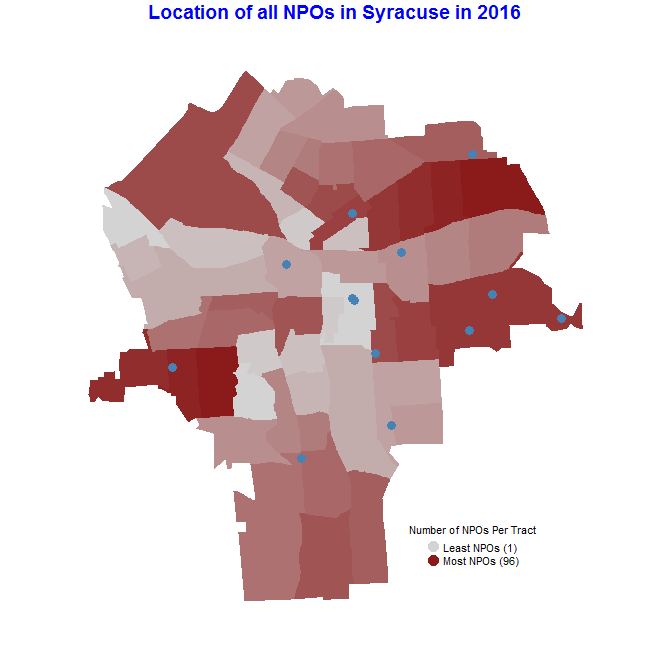 Location of all NPOs in Syracuse in 2016
Number of NPOs Per Tract
Least NPOs (1)
Most NPOs (96)